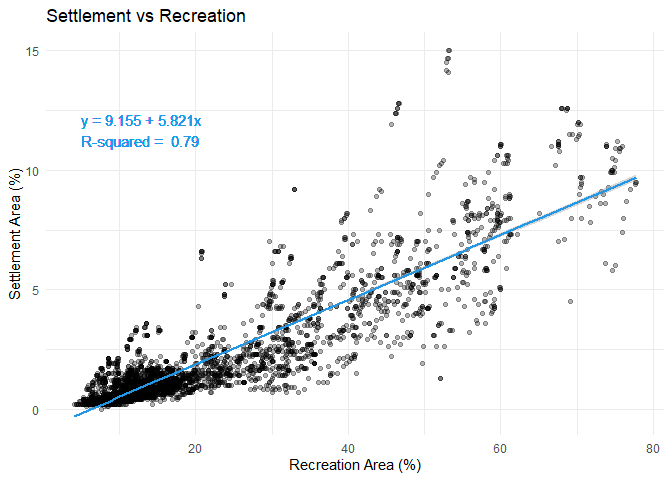 Settlement vs Recreation
15
10
5
0
Settlement Area (%)
y = 9.155 + 5.821x
R-squared = 0.79
20
40
60
80
Recreation Area (%)